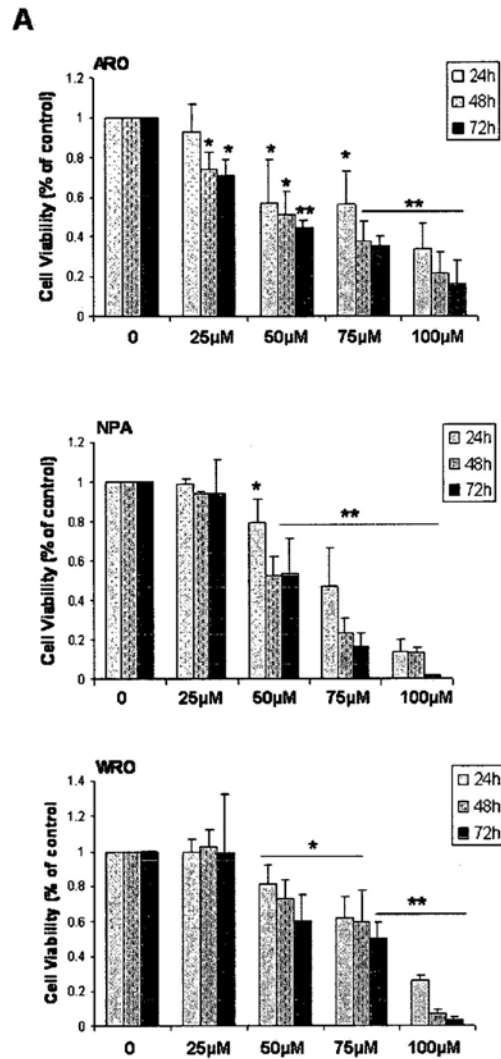 A
ARO
Cell Viability (% of control)
1.2
1
0.8
0.6
0.4
0.2
0
24h
48h
72h
*
*
*
*
**
*
**
0 25µM 50µM 75µM 100µM
NPA
Cell Viability (% of control)
1.2
1
0.8
0.6
0.4
0.2
0
24h
48h
72h
*
**
0 25µM 50µM 75µM 100µM
WRO
Cell Viability (% of control
1.4
1.2
1
0.8
0.6
0.4
0.2
0
24h
48h
72h
*
**
0 25µM 50µM 75µM 100µM